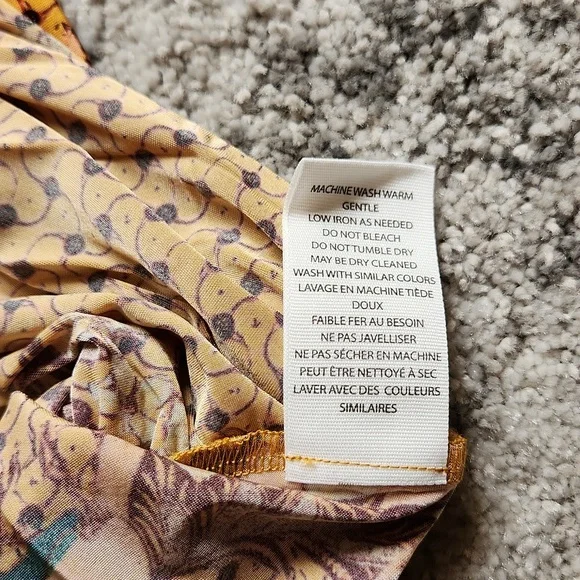 MACHINE WASH WARM
GENTLE
LOW IRON AS NEEDED
DO NOT BLEACH
DO NOT TUMBLE DRY
MAY BE DRY CLEANED
WASH WITH SIMILAR COLORS
LAVAGE EN MACHINE TIÈDE
DOUX
FAIBLE FER AU BESOIN
NE PAS JAVELLISER
NE PAS SÉCHER EN MACHINE
PEUT ÊTRE NETTOYÉ À SEC
LAVER AVEC DES COULEURS
SIMILAIRES